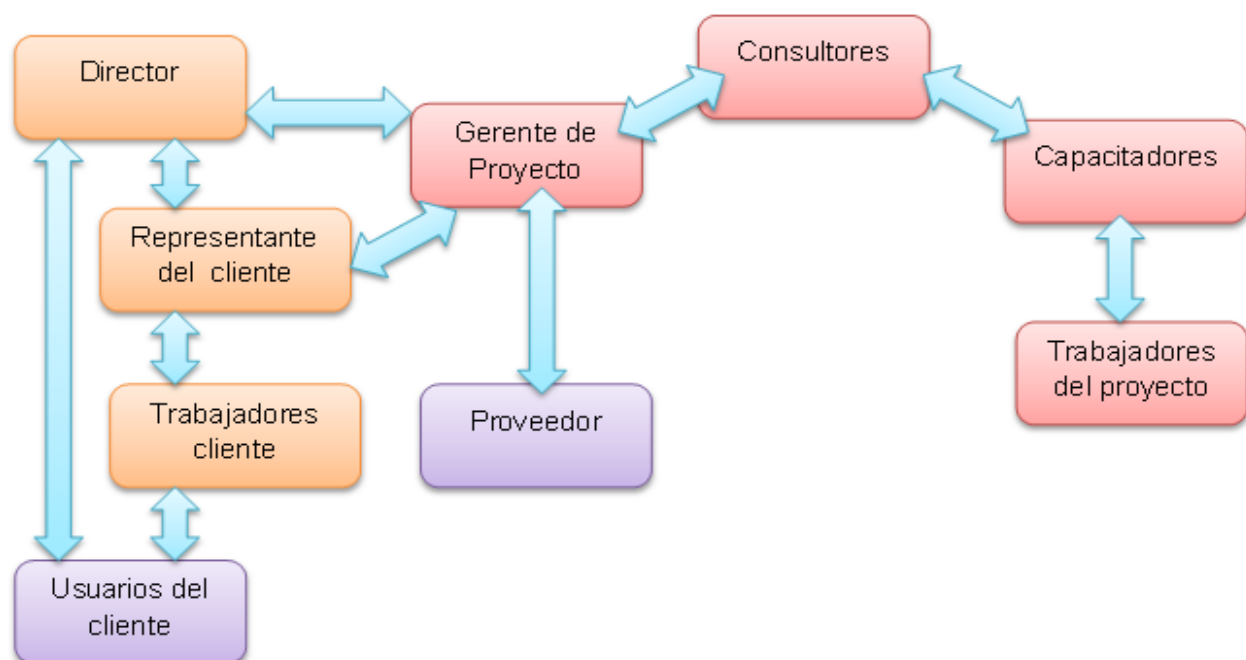 Director
Consultores
Gerente de
Proyecto
Capacitadores
Representante
del cliente
Trabajadores
del proyecto
Trabajadores
cliente
Proveedor
Usuarios del
cliente